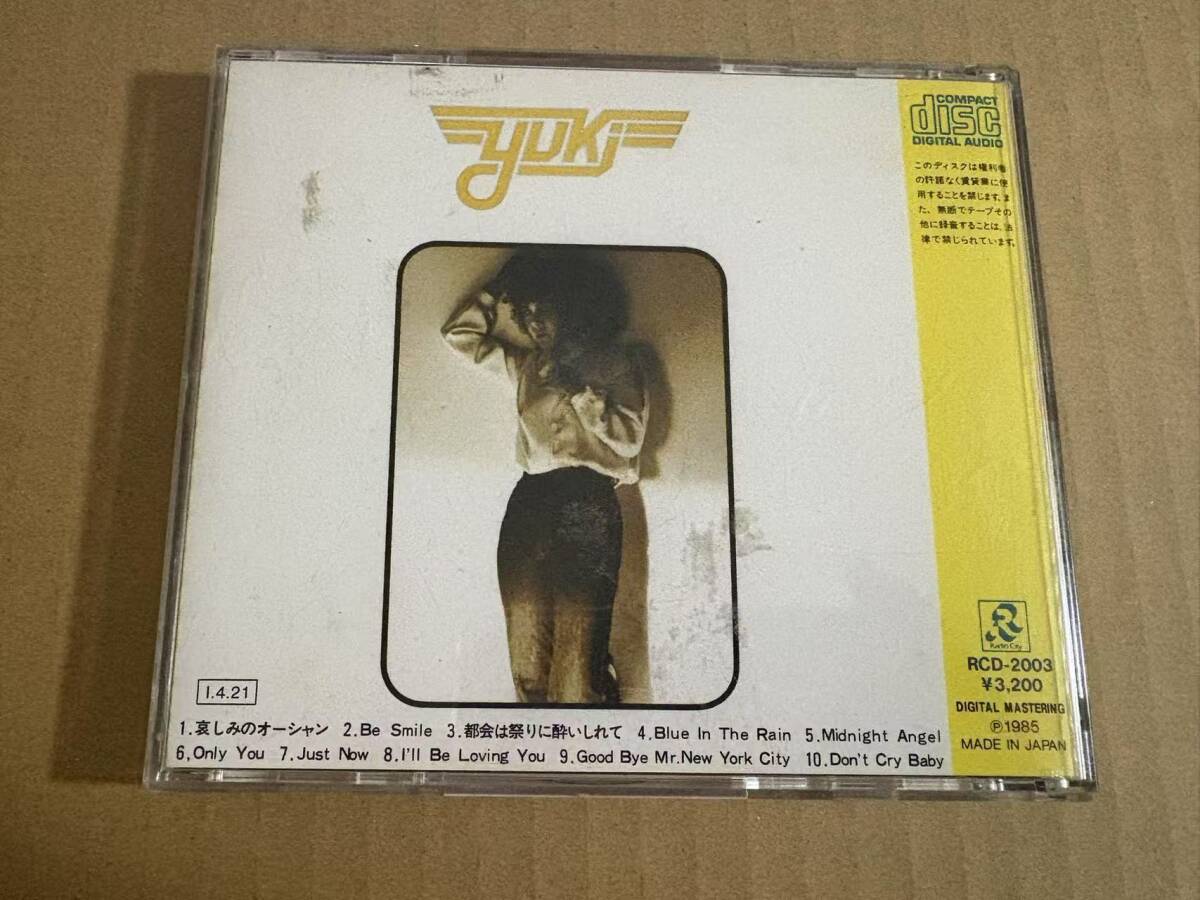 yuki
COMPACT
disc
DIGITAL AUDIO
このディスクは権利者
の許諾なく賃貸業に使
用することを禁じます。ま
た、無断でテープその
他に録音することは、法
律で禁じられています。
Radio City
RCD-2003
¥3,200
DIGITAL MASTERING
Ⓟ1985
MADE IN JAPAN
I.4.21
1.哀しみのオーシャン 2.Be Smile 3.都会は祭りに酔いしれて 4.Blue In The Rain 5.Midnight Angel
6.Only You 7.Just Now 8.I'll Be Loving You 9.Good Bye Mr.New York City 10.Don't Cry Baby